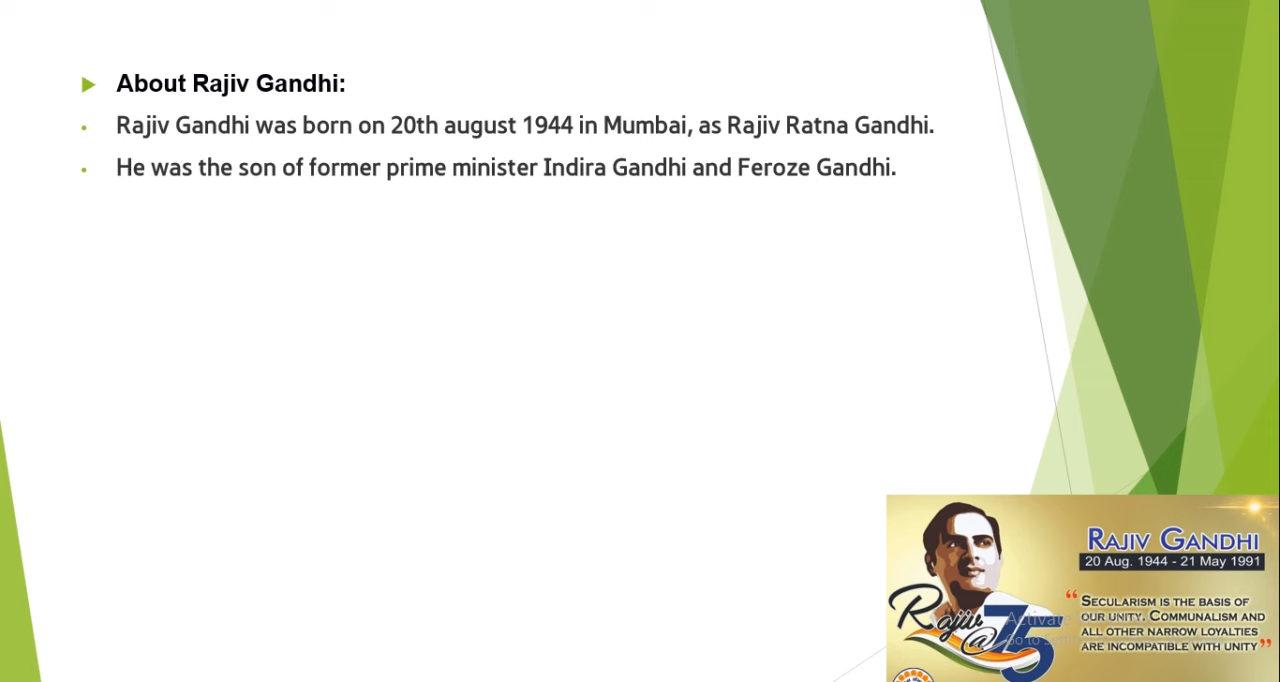 About Rajiv Gandhi:
Rajiv Gandhi was born on 20th august 1944 in Mumbai, as Rajiv Ratna Gandhi.
He was the son of former prime minister Indira Gandhi and Feroze Gandhi.
RAJIV GANDHI
20 Aug. 1944 - 21 May 1991
“ SECULARISM IS THE BASIS OF
OUR UNITY. COMMUNALISM AND
ALL OTHER NARROW LOYALTIES
ARE INCOMPATIBLE WITH UNITY ”
Rajiv @ 75
Activate
Go to